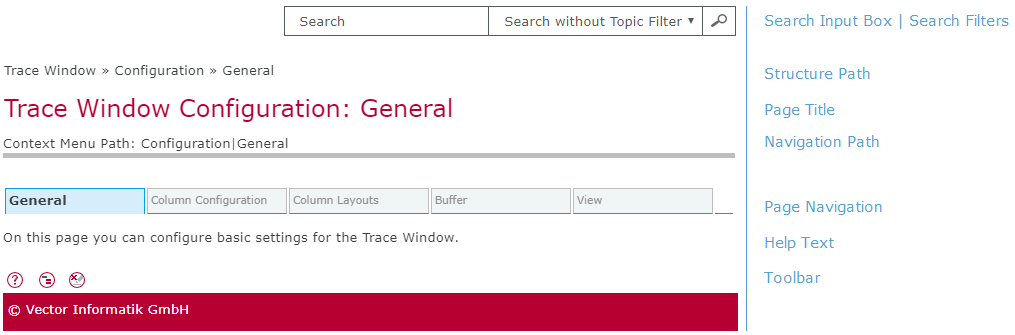 Search Search without Topic Filter ▼ Search Input Box | Search Filters
Trace Window » Configuration » General Structure Path
Trace Window Configuration: General Page Title
Context Menu Path: Configuration|General Navigation Path
General Column Configuration Column Layouts Buffer View Page Navigation
On this page you can configure basic settings for the Trace Window. Help Text
? Toolbar
© Vector Informatik GmbH